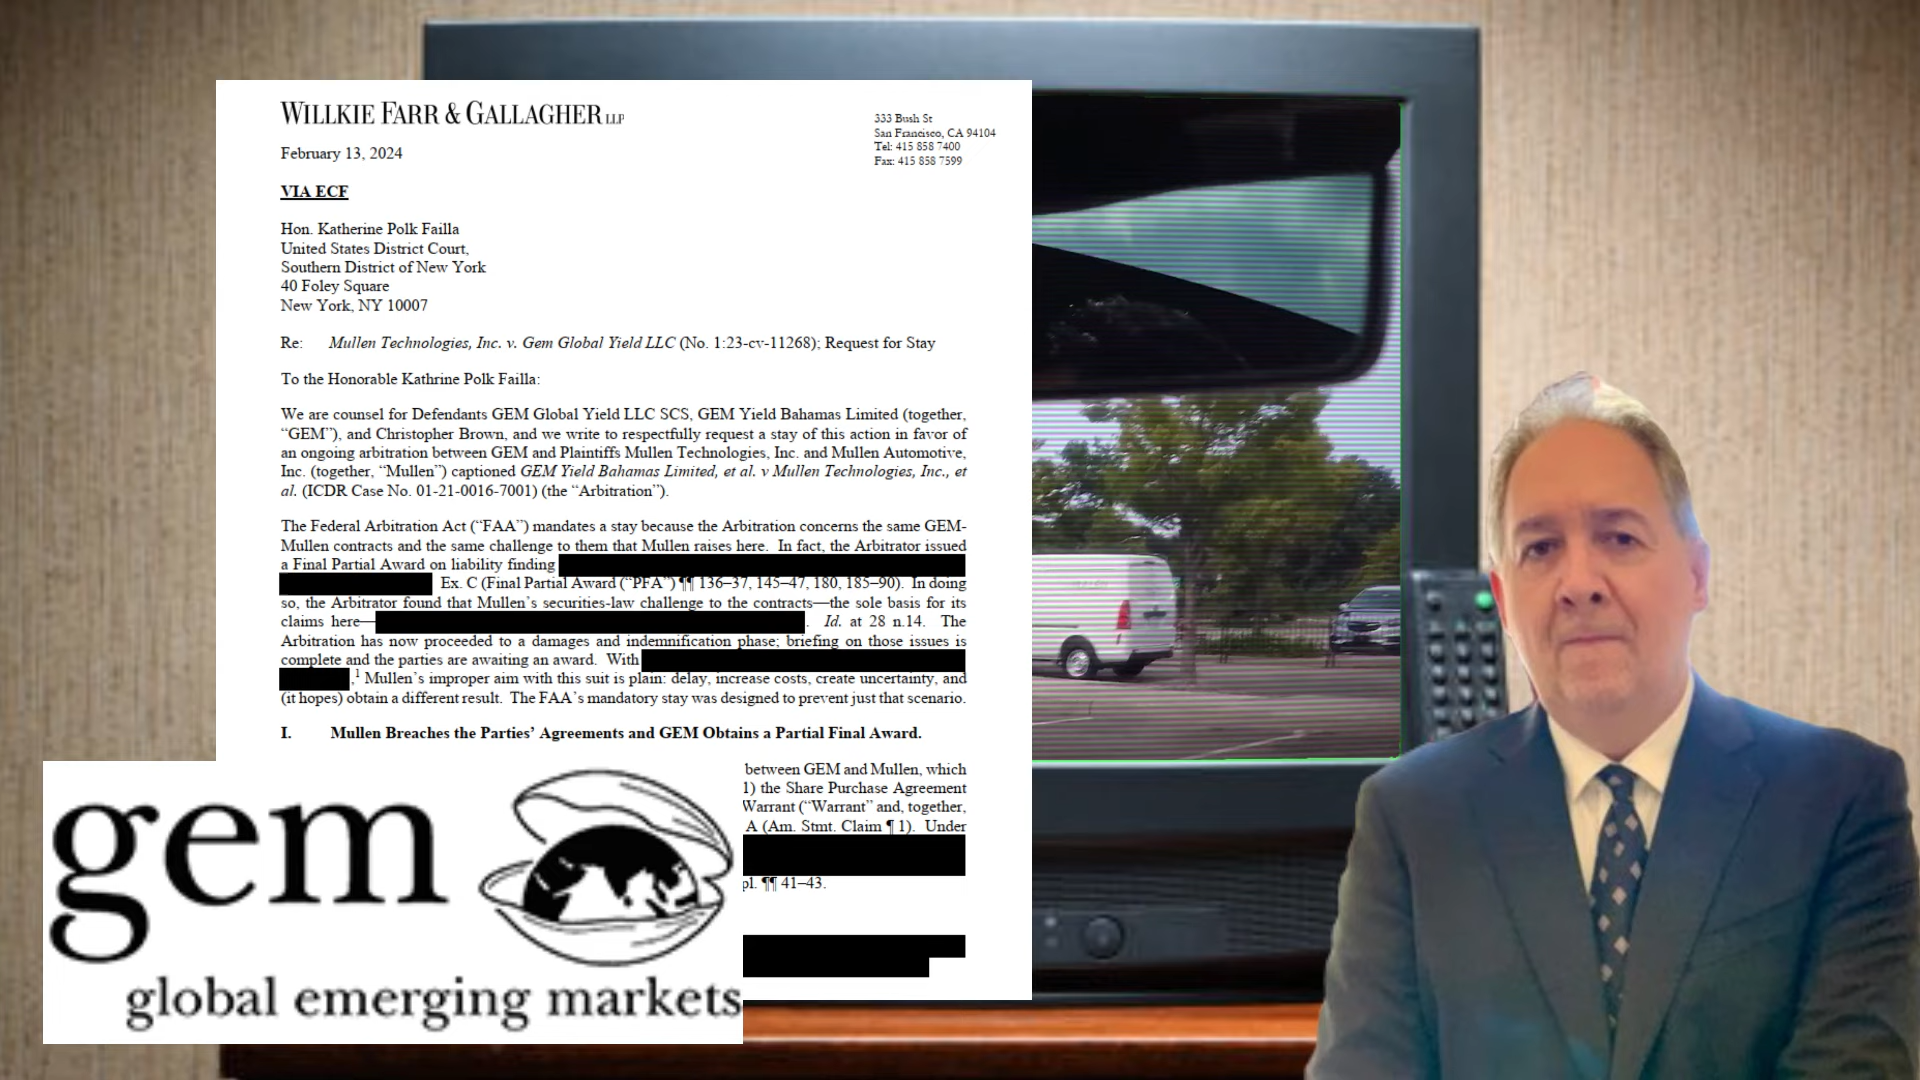 WILLKIE FARR & GALLAGHER LLP
333 Bush St
San Francisco, CA 94104
Tel: 415 858 7400
Fax: 415 858 7599
February 13, 2024
VIA ECF
Hon. Katherine Polk Failla
United States District Court,
Southern District of New York
40 Foley Square
New York, NY 10007
Re: Mullen Technologies, Inc. v. Gem Global Yield LLC (No. 1:23-cv-11268); Request for Stay
To the Honorable Kathrine Polk Failla:
We are counsel for Defendants GEM Global Yield LLC SCS, GEM Yield Bahamas Limited (together,
“GEM”), and Christopher Brown, and we write to respectfully request a stay of this action in favor of
an ongoing arbitration between GEM and Plaintiffs Mullen Technologies, Inc. and Mullen Automotive,
Inc. (together, “Mullen”) captioned GEM Yield Bahamas Limited, et al. v Mullen Technologies, Inc., et
al. (ICDR Case No. 01-21-0016-7001) (the “Arbitration”).
The Federal Arbitration Act (“FAA”) mandates a stay because the Arbitration concerns the same GEM-
Mullen contracts and the same challenge to them that Mullen raises here. In fact, the Arbitrator issued
a Final Partial Award on liability finding
Ex. C (Final Partial Award (“PFA”) ¶¶ 136–37, 145–47, 180, 185–90). In doing
so, the Arbitrator found that Mullen’s securities-law challenge to the contracts—the sole basis for its
claims here— . Id. at 28 n.14. The
Arbitration has now proceeded to a damages and indemnification phase; briefing on those issues is
complete and the parties are awaiting an award. With
,1 Mullen’s improper aim with this suit is plain: delay, increase costs, create uncertainty, and
(it hopes) obtain a different result. The FAA’s mandatory stay was designed to prevent just that scenario.
I. Mullen Breaches the Parties’ Agreements and GEM Obtains a Partial Final Award.
between GEM and Mullen, which
1) the Share Purchase Agreement
Warrant (“Warrant” and, together,
A (Am. Stmt. Claim ¶ 1). Under
pl. ¶¶ 41–43.
gem
global emerging markets